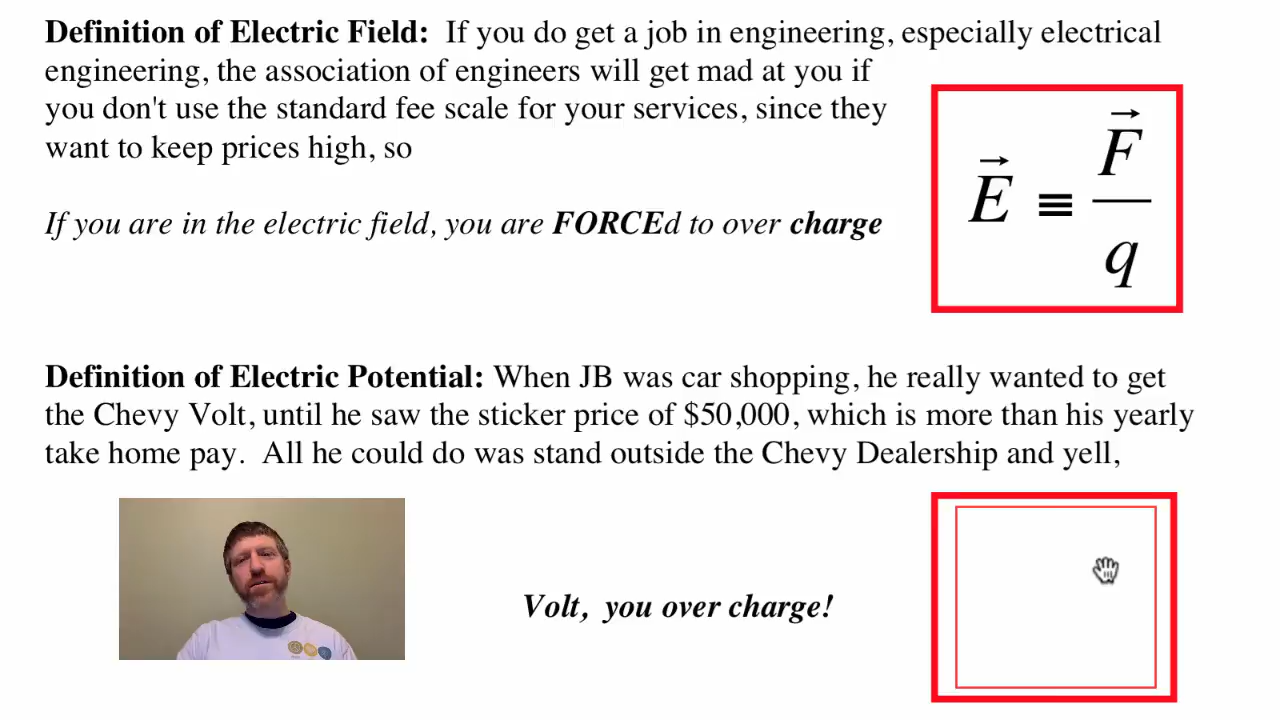 Definition of Electric Field: If you do get a job in engineering, especially electrical
engineering, the association of engineers will get mad at you if
you don't use the standard fee scale for your services, since they
want to keep prices high, so
If you are in the electric field, you are FORCEd to over charge
E ≡ F / q
Definition of Electric Potential: When JB was car shopping, he really wanted to get
the Chevy Volt, until he saw the sticker price of $50,000, which is more than his yearly
take home pay. All he could do was stand outside the Chevy Dealership and yell,
Volt, you over charge!